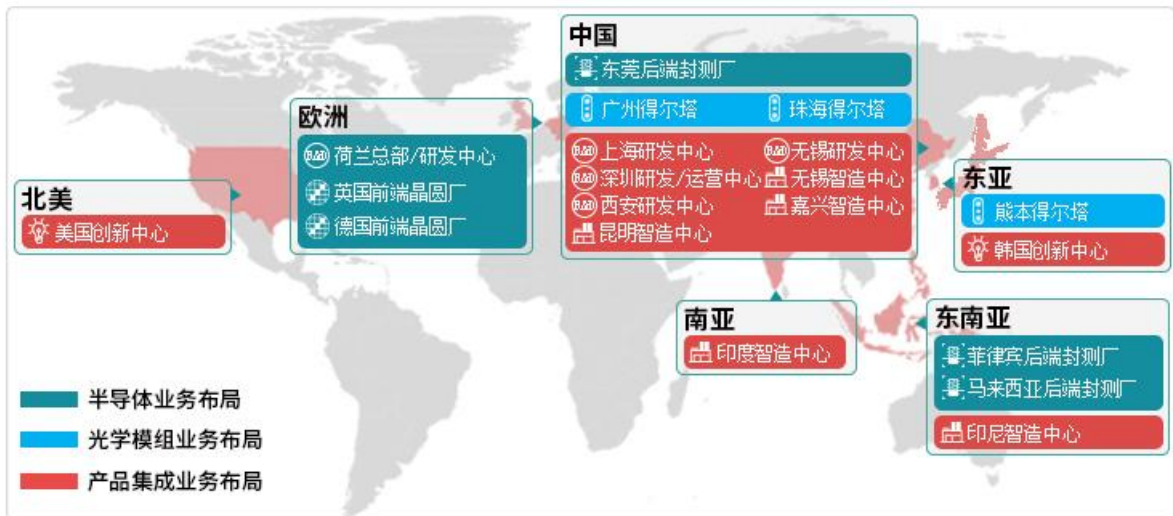 中国
东莞后端封测厂
广州得尔塔 珠海得尔塔
R&D 上海研发中心 R&D 无锡研发中心
R&D 深圳研发/运营中心 无锡智造中心
R&D 西安研发中心 嘉兴智造中心
昆明智造中心
欧洲
R&D 荷兰总部/研发中心
英国前端晶圆厂
德国前端晶圆厂
北美
美国创新中心
东亚
熊本得尔塔
韩国创新中心
南亚
印度智造中心
东南亚
菲律宾后端封测厂
马来西亚后端封测厂
印尼智造中心
半导体业务布局
光学模组业务布局
产品集成业务布局